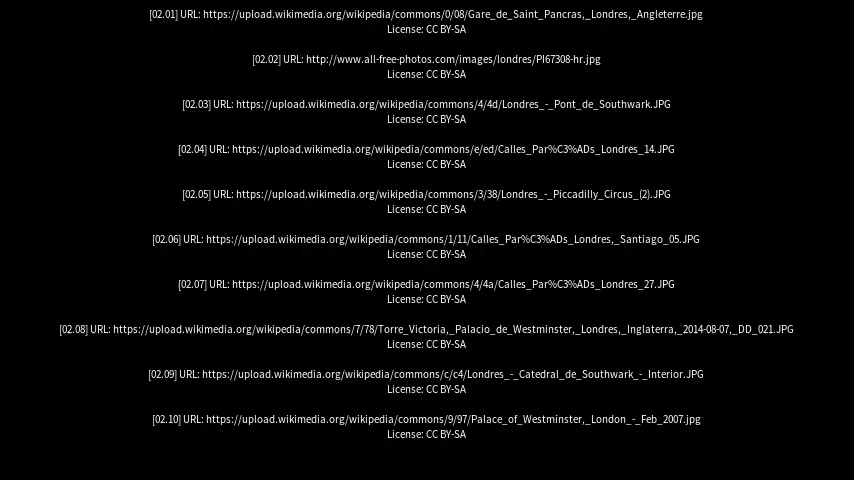 [02.01] URL: https://upload.wikimedia.org/wikipedia/commons/0/08/Gare_de_Saint_Pancras,_Londres,_Angleterre.jpg
License: CC BY-SA
[02.02] URL: http://www.all-free-photos.com/images/londres/PI67308-hr.jpg
License: CC BY-SA
[02.03] URL: https://upload.wikimedia.org/wikipedia/commons/4/4d/Londres_-_Pont_de_Southwark.JPG
License: CC BY-SA
[02.04] URL: https://upload.wikimedia.org/wikipedia/commons/e/ed/Calles_Par%C3%ADs_Londres_14.JPG
License: CC BY-SA
[02.05] URL: https://upload.wikimedia.org/wikipedia/commons/3/38/Londres_-_Piccadilly_Circus_(2).JPG
License: CC BY-SA
[02.06] URL: https://upload.wikimedia.org/wikipedia/commons/1/11/Calles_Par%C3%ADs_Londres,_Santiago_05.JPG
License: CC BY-SA
[02.07] URL: https://upload.wikimedia.org/wikipedia/commons/4/4a/Calles_Par%C3%ADs_Londres_27.JPG
License: CC BY-SA
[02.08] URL: https://upload.wikimedia.org/wikipedia/commons/7/78/Torre_Victoria,_Palacio_de_Westminster,_Londres,_Inglaterra,_2014-08-07,_DD_021.JPG
License: CC BY-SA
[02.09] URL: https://upload.wikimedia.org/wikipedia/commons/c/c4/Londres_-_Catedral_de_Southwark_-_Interior.JPG
License: CC BY-SA
[02.10] URL: https://upload.wikimedia.org/wikipedia/commons/9/97/Palace_of_Westminster,_London_-_Feb_2007.jpg
License: CC BY-SA